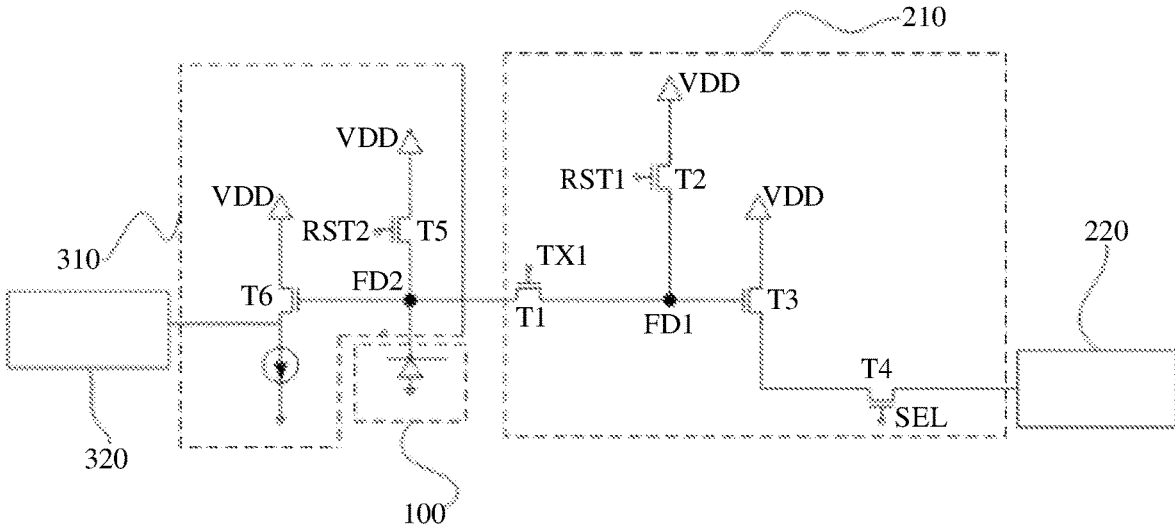 210
VDD
VDD
VDD
RST1
T2
VDD
RST2
T5
220
310
TX1
FD2
T6
T1
FD1
T3
T4
SEL
320
100